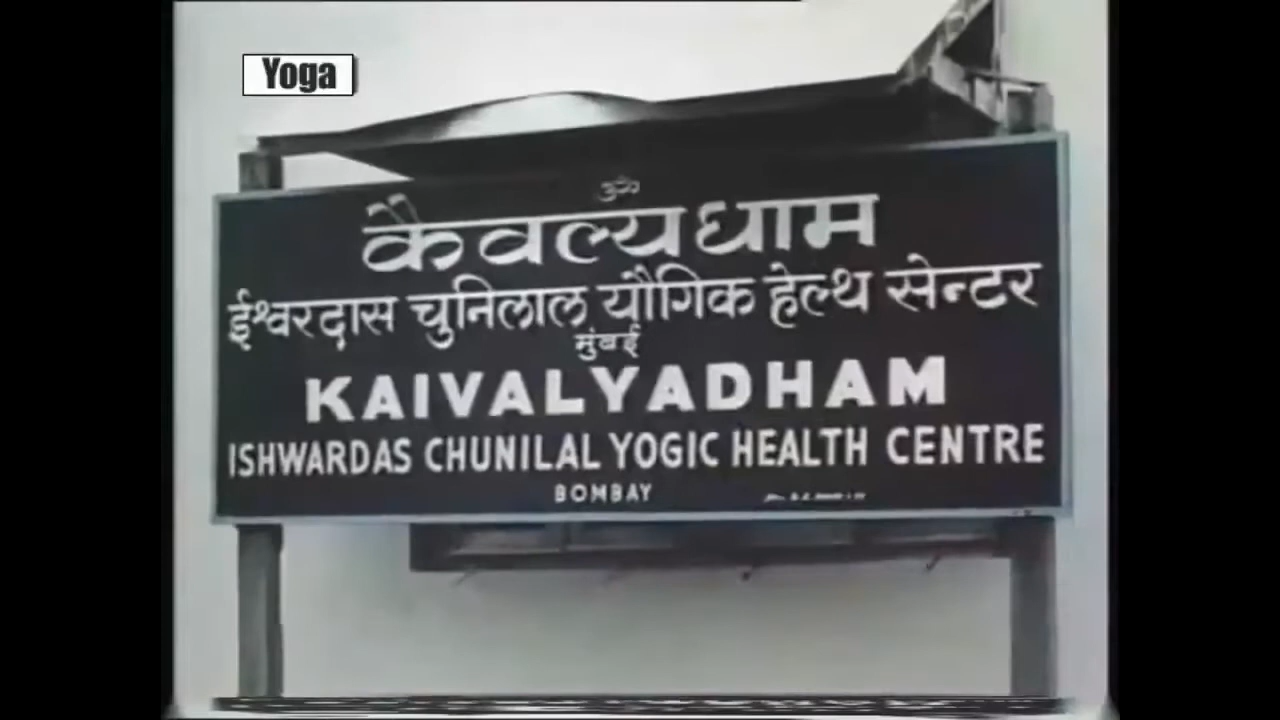 Yoga
ॐ
कैवल्यधाम
ईश्वरदास चुनिलाल यौगिक हेल्थ सेन्टर
मुंबई
KAIVALYADHAM
ISHWARDAS CHUNILAL YOGIC HEALTH CENTRE
BOMBAY